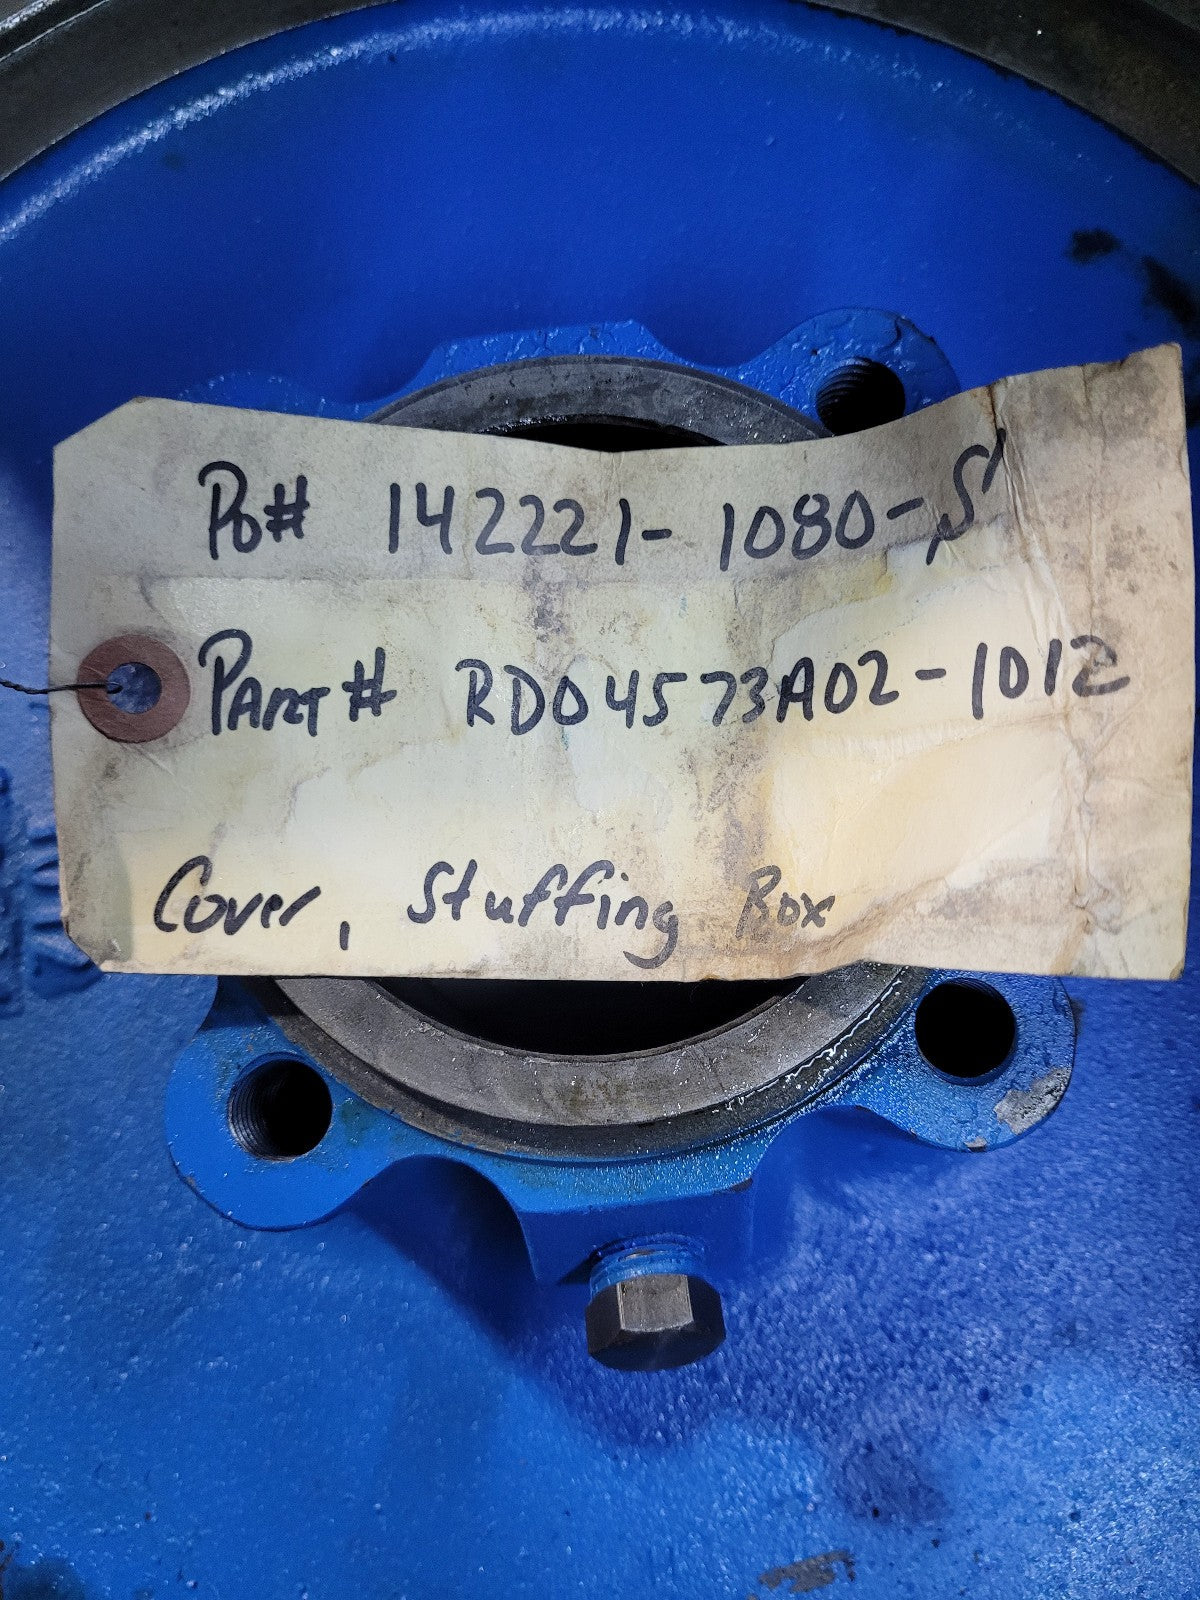 Po# 142221-1080-S
PART# RD04573A02-1012
Cover, Stuffing Box